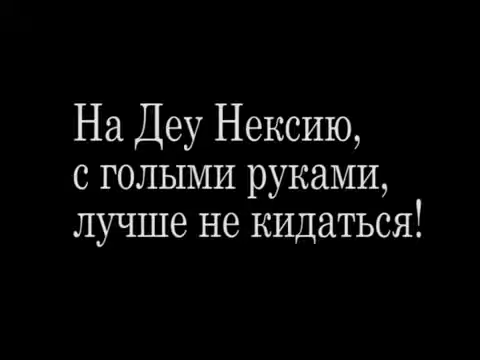 На Деу Нексию,
с голыми руками,
лучше не кидаться!